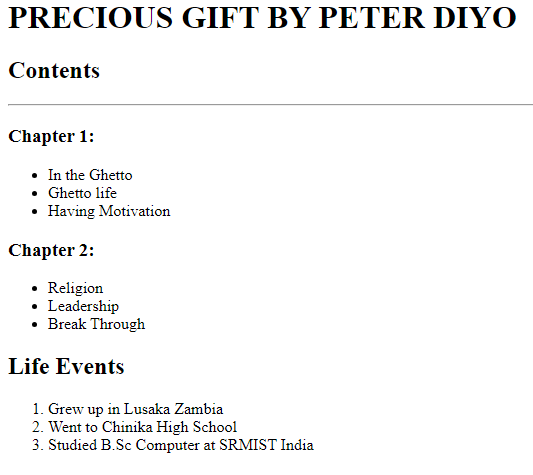 PRECIOUS GIFT BY PETER DIYO
Contents
Chapter 1:
• In the Ghetto
• Ghetto life
• Having Motivation
Chapter 2:
• Religion
• Leadership
• Break Through
Life Events
1. Grew up in Lusaka Zambia
2. Went to Chinika High School
3. Studied B.Sc Computer at SRMIST India